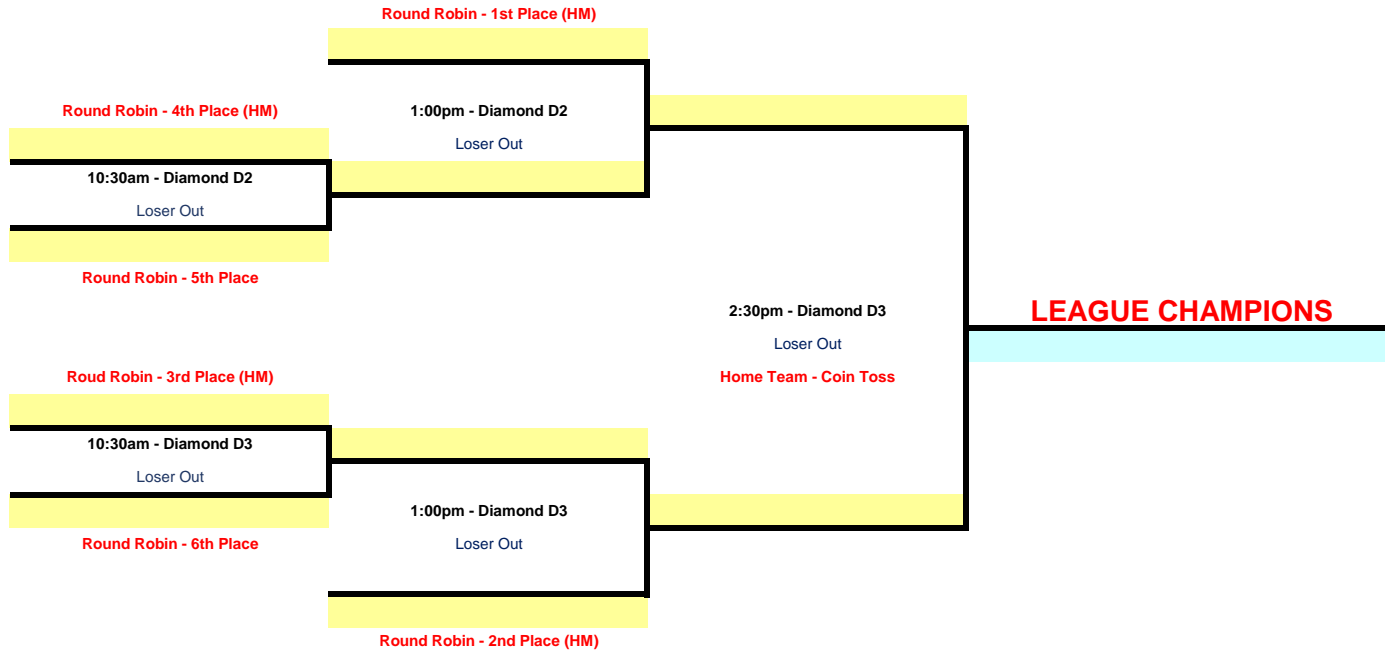 Round Robin - 1st Place (HM)
Round Robin - 4th Place (HM)
1:00pm - Diamond D2
Loser Out
10:30am - Diamond D2
Loser Out
Round Robin - 5th Place
2:30pm - Diamond D3
Loser Out
Home Team - Coin Toss
LEAGUE CHAMPIONS
Roud Robin - 3rd Place (HM)
10:30am - Diamond D3
Loser Out
1:00pm - Diamond D3
Loser Out
Round Robin - 6th Place
Round Robin - 2nd Place (HM)